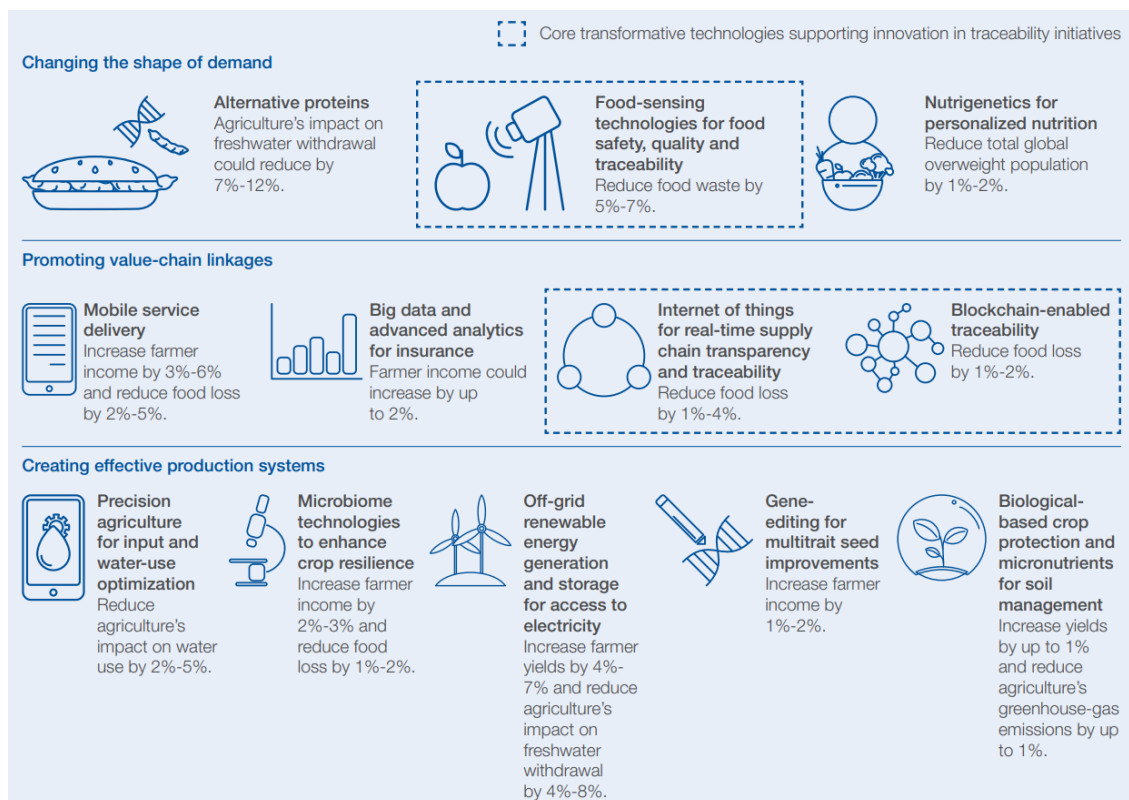 Core transformative technologies supporting innovation in traceability initiatives
Changing the shape of demand
Alternative proteins
Agriculture's impact on
freshwater withdrawal
could reduce by
7%-12%.
Food-sensing
technologies for food
safety, quality and
traceability
Reduce food waste by
5%-7%.
Nutrigenetics for
personalized nutrition
Reduce total global
overweight population
by 1%-2%.
Promoting value-chain linkages
Mobile service
delivery
Increase farmer
income by 3%-6%
and reduce food loss
by 2%-5%.
Big data and
advanced analytics
for insurance
Farmer income could
increase by up
to 2%.
Internet of things
for real-time supply
chain transparency
and traceability
Reduce food loss
by 1%-4%.
Blockchain-enabled
traceability
Reduce food loss
by 1%-2%.
Creating effective production systems
Precision
agriculture
for input and
water-use
optimization
Reduce
agriculture's
impact on water
use by 2%-5%.
Microbiome
technologies
to enhance
crop resilience
Increase farmer
income by
2%-3% and
reduce food
loss by 1%-2%.
Off-grid
renewable
energy
generation
and storage
for access to
electricity
Increase farmer
yields by 4%-
7% and reduce
agriculture's
impact on
freshwater
withdrawal
by 4%-8%.
Gene-
editing for
multitrait seed
improvements
Increase farmer
income by
1%-2%.
Biological-
based crop
protection and
micronutrients
for soil
management
Increase yields
by up to 1%
and reduce
agriculture's
greenhouse-gas
emissions by up
to 1%.